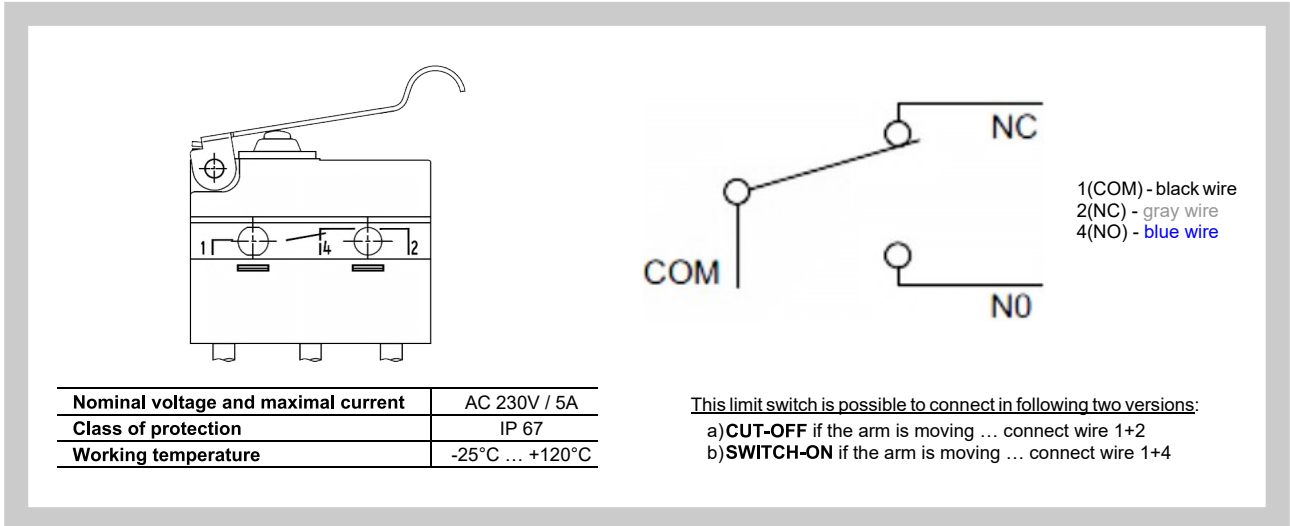 1 4 2
NC
COM
N0
1(COM) - black wire
2(NC) - gray wire
4(NO) - blue wire
Nominal voltage and maximal current AC 230V / 5A
Class of protection IP 67
Working temperature -25°C … +120°C
This limit switch is possible to connect in following two versions:
a) CUT-OFF if the arm is moving … connect wire 1+2
b) SWITCH-ON if the arm is moving … connect wire 1+4